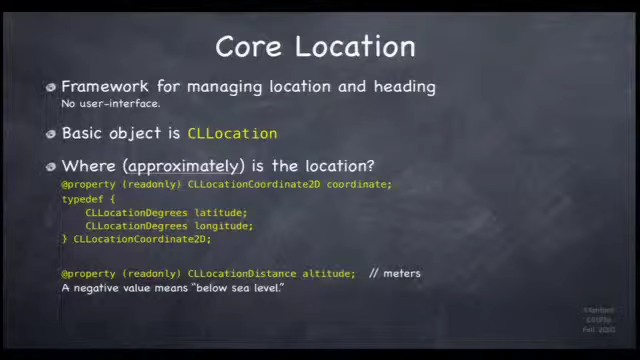 Core Location
Framework for managing location and heading
No user-interface.
Basic object is CLLocation
Where (approximately) is the location?
@property (readonly) CLLocationCoordinate2D coordinate;
typedef {
CLLocationDegrees latitude;
CLLocationDegrees longitude;
} CLLocationCoordinate2D;
@property (readonly) CLLocationDistance altitude; // meters
A negative value means “below sea level.”
Stanford
Fall 2010